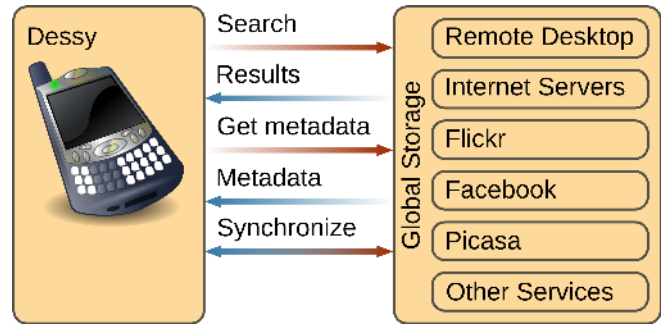 Dessy
Search
Results
Get metadata
Metadata
Synchronize
Global Storage
Remote Desktop
Internet Servers
Flickr
Facebook
Picasa
Other Services